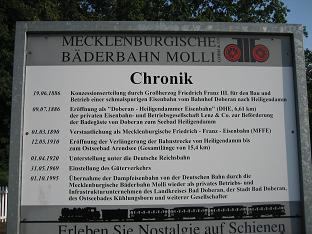 MECKLENBURGISCHE
BÄDERBAHN MOLLI
Chronik
19.06.1886 Konzessionserteilung durch Großherzog Friedrich Franz III. für den Bau und
Betrieb einer schmalspurigen Eisenbahn vom Bahnhof Doberan nach Heiligendamm
09.07.1886 Eröffnung als "Doberan - Heiligendammer Eisenbahn" (DHE, 6,61 km)
der privaten Eisenbahn- und Betriebsgesellschaft Lenz & Co. zur Beförderung
der Badegäste von Doberan zum Seebad Heiligendamm
01.03.1890 Verstaatlichung als Mecklenburgische Friedrich - Franz - Eisenbahn (MFFE)
12.05.1910 Eröffnung der Verlängerung der Bahnstrecke von Heiligendamm bis
zum Ostseebad Arendsee (Gesamtlänge von 15,4 km)
01.04.1920 Unterstellung unter die Deutsche Reichsbahn
31.05.1969 Einstellung des Güterverkehrs
01.10.1995 Übernahme der Dampfeisenbahn von der Deutschen Bahn durch die
Mecklenburgische Bäderbahn Molli wieder als privates Betriebs- und
Infrastrukturunternehmen des Landkreises Bad Doberan, der Stadt Bad Doberan,
des Ostseebades Kühlungsborn und weiterer Gesellschafter
Erleben Sie Nostalgie auf Schienen